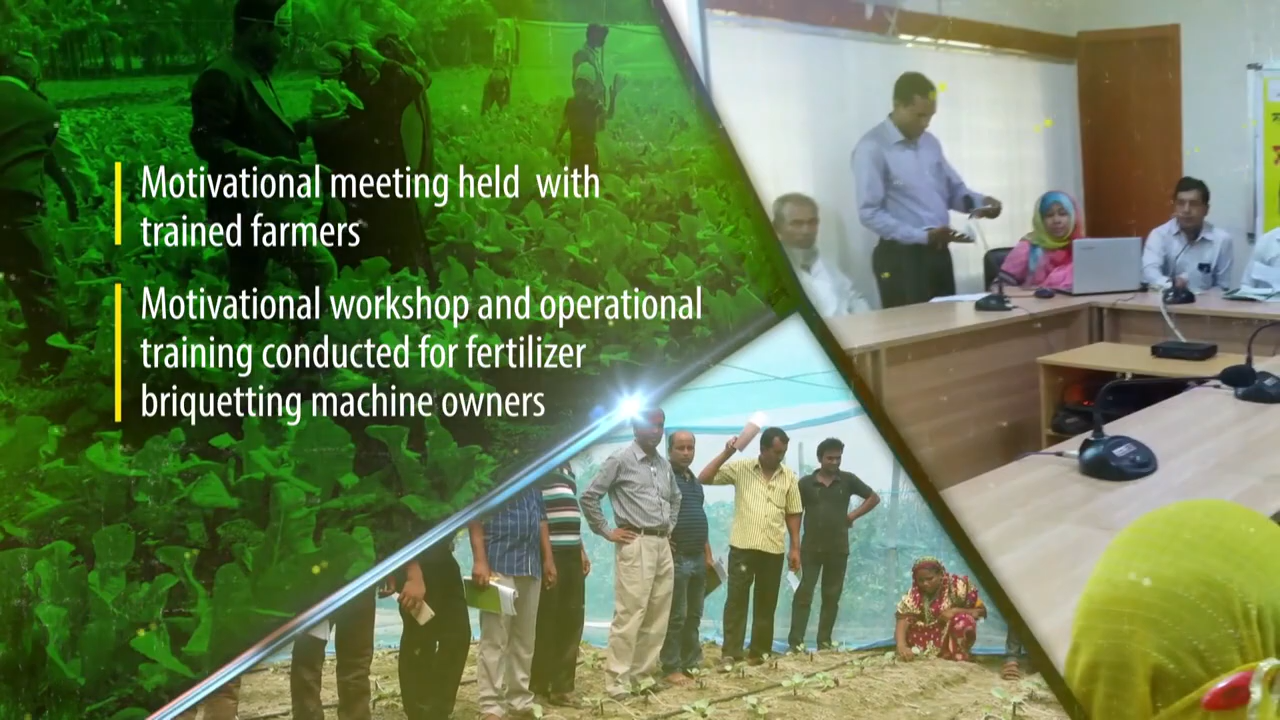 Motivational meeting held with
trained farmers
Motivational workshop and operational
training conducted for fertilizer
briquetting machine owners